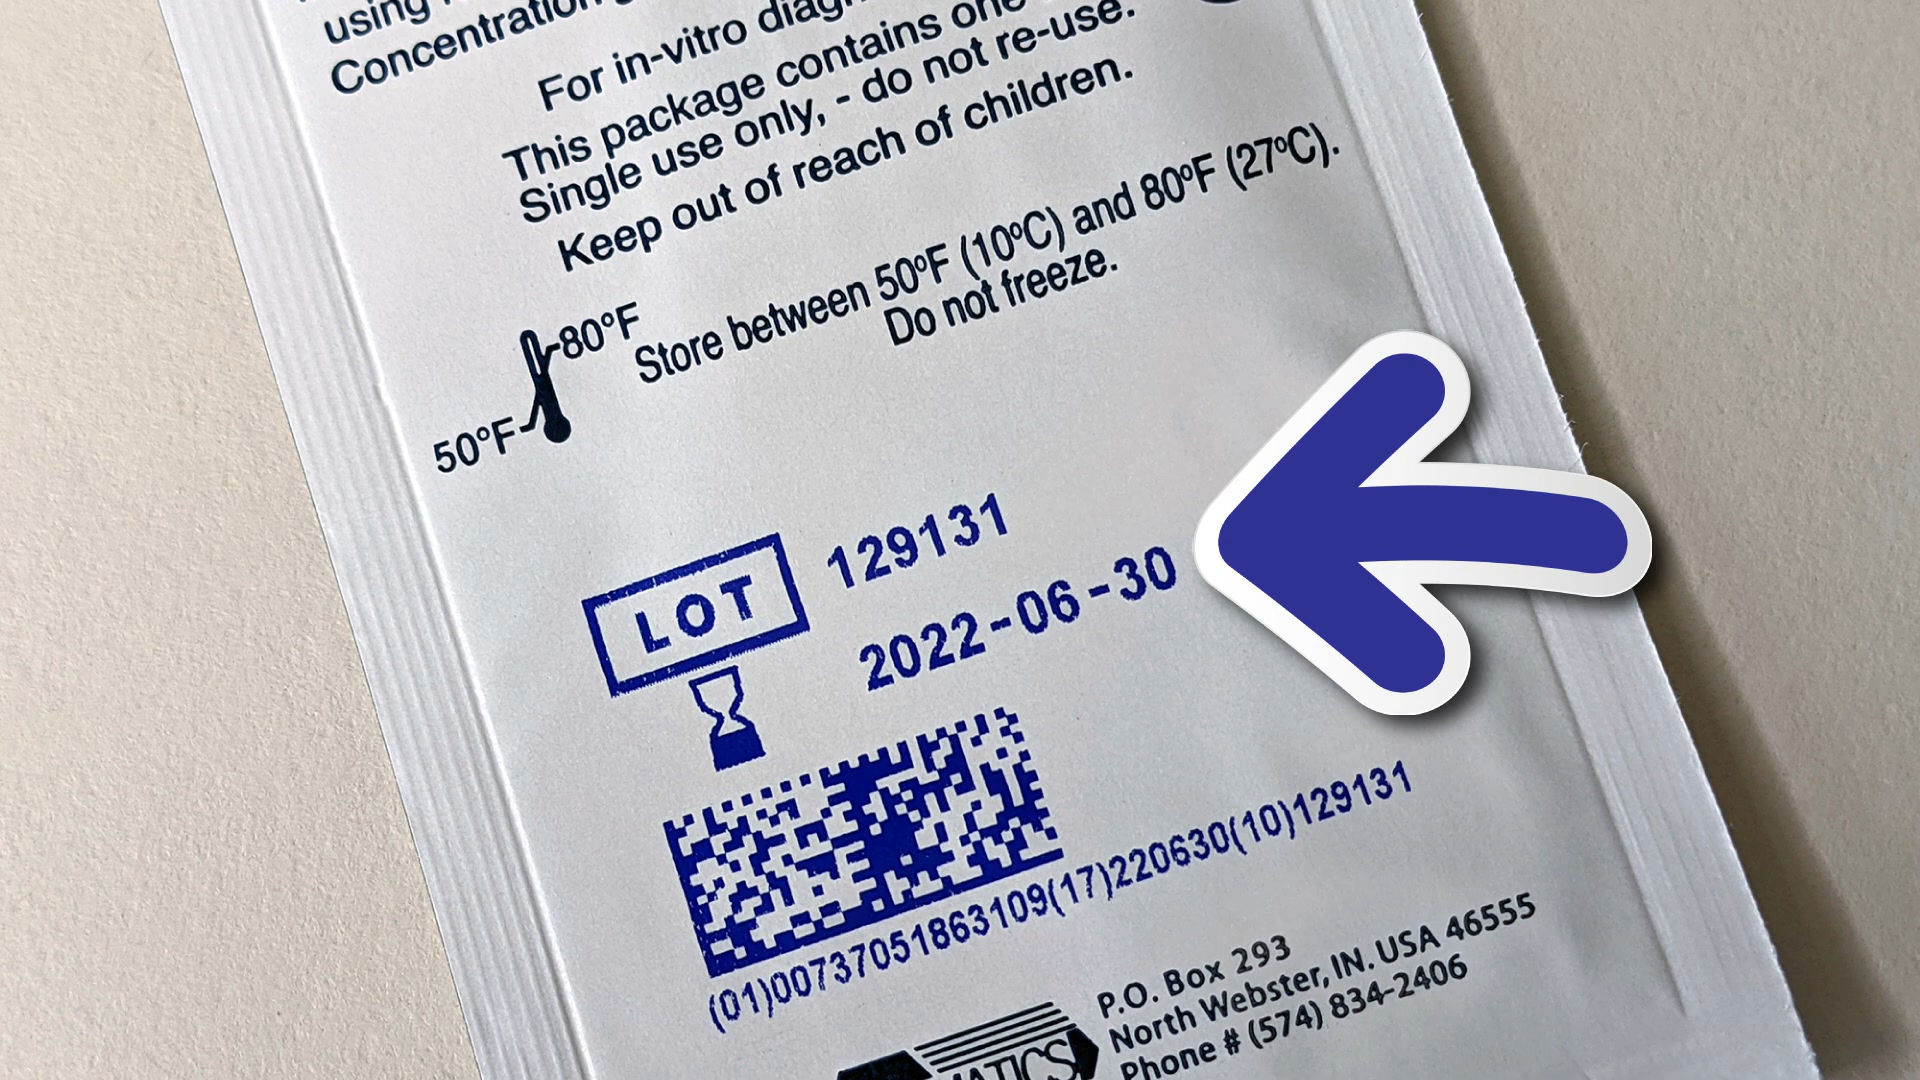 using
Concentration
For in-vitro
This package contains one
Single use only, - do not re-use.
Keep out of reach of children.
80°F
Store between 50°F (10°C) and 80°F (27°C).
Do not freeze.
50°F
LOT 129131
2022-06-30
(01)00737051863109(17)220630(10)129131
P.O. Box 293
North Webster, IN. USA 46555
Phone # (574) 834-2406